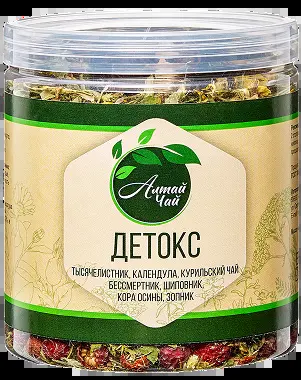 Алтай
Чай
ДЕТОКС
ТЫСЯЧЕЛИСТНИК, КАЛЕНДУЛА, КУРИЛЬСКИЙ ЧАЙ,
БЕССМЕРТНИК, ШИПОВНИК,
КОРА ОСИНЫ, ЗОПНИК